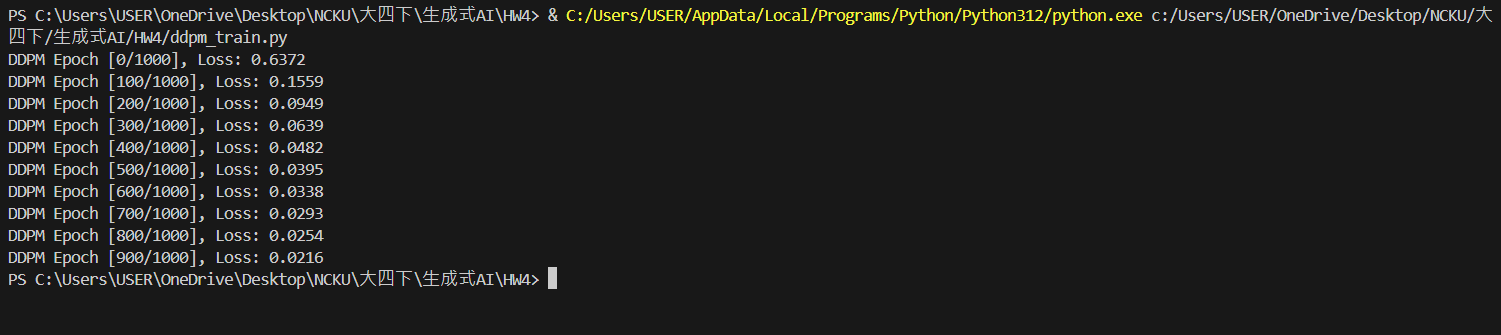 PS C:\Users\USER\OneDrive\Desktop\NCKU\大四下\生成式AI\HW4> & C:/Users/USER/AppData/Local/Programs/Python/Python312/python.exe c:/Users/USER/OneDrive/Desktop/NCKU/大
四下/生成式AI/HW4/ddpm_train.py
DDPM Epoch [0/1000], Loss: 0.6372
DDPM Epoch [100/1000], Loss: 0.1559
DDPM Epoch [200/1000], Loss: 0.0949
DDPM Epoch [300/1000], Loss: 0.0639
DDPM Epoch [400/1000], Loss: 0.0482
DDPM Epoch [500/1000], Loss: 0.0395
DDPM Epoch [600/1000], Loss: 0.0338
DDPM Epoch [700/1000], Loss: 0.0293
DDPM Epoch [800/1000], Loss: 0.0254
DDPM Epoch [900/1000], Loss: 0.0216
PS C:\Users\USER\OneDrive\Desktop\NCKU\大四下\生成式AI\HW4>